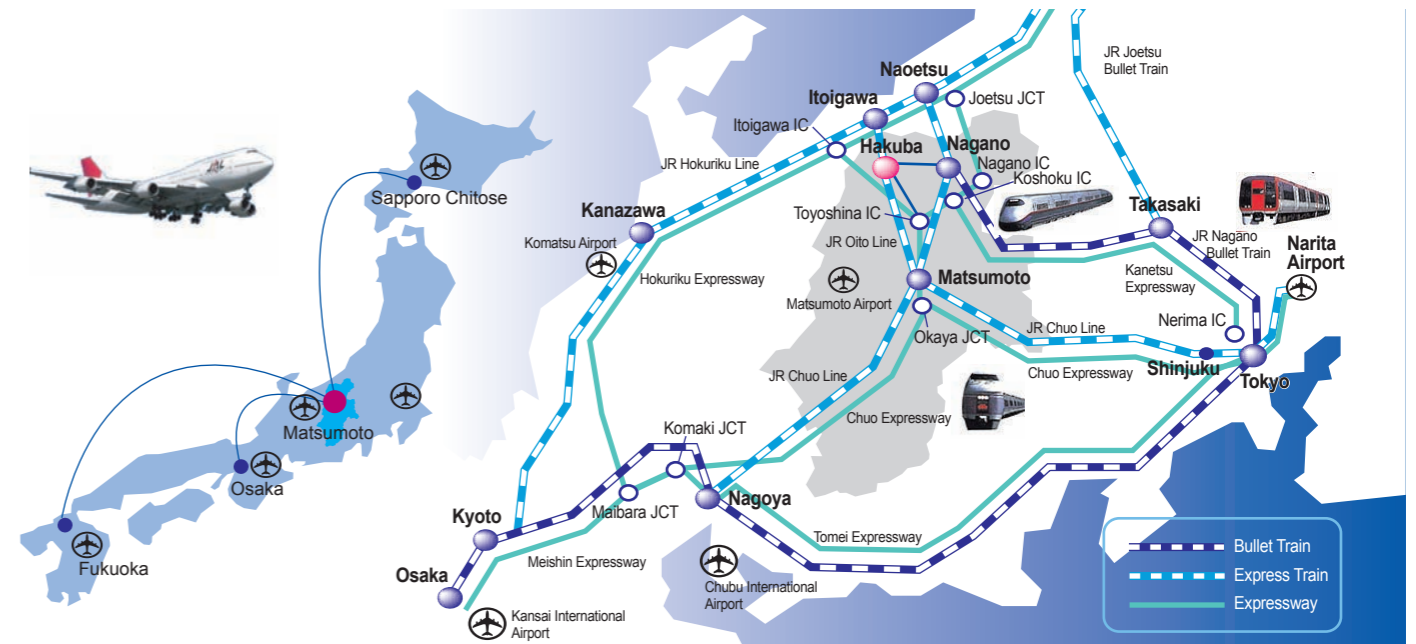 Sapporo Chitose
Matsumoto
Osaka
Fukuoka
JR Joetsu
Bullet Train
Naoetsu
Itoigawa
Joetsu JCT
Itoigawa IC
Hakuba
Nagano
JR Hokuriku Line
Nagano IC
Koshoku IC
Kanazawa
Toyoshina IC
Takasaki
Komatsu Airport
JR Oito Line
JR Nagano
Bullet Train
Narita
Airport
Hokuriku Expressway
Matsumoto
Kanetsu
Expressway
Matsumoto Airport
Nerima IC
Okaya JCT
JR Chuo Line
Shinjuku
Tokyo
JR Chuo Line
Chuo Expressway
Chuo Expressway
Komaki JCT
Nagoya
Maibara JCT
Kyoto
Tomei Expressway
Meishin Expressway
Osaka
Chubu International
Airport
Kansai International
Airport
Bullet Train
Express Train
Expressway